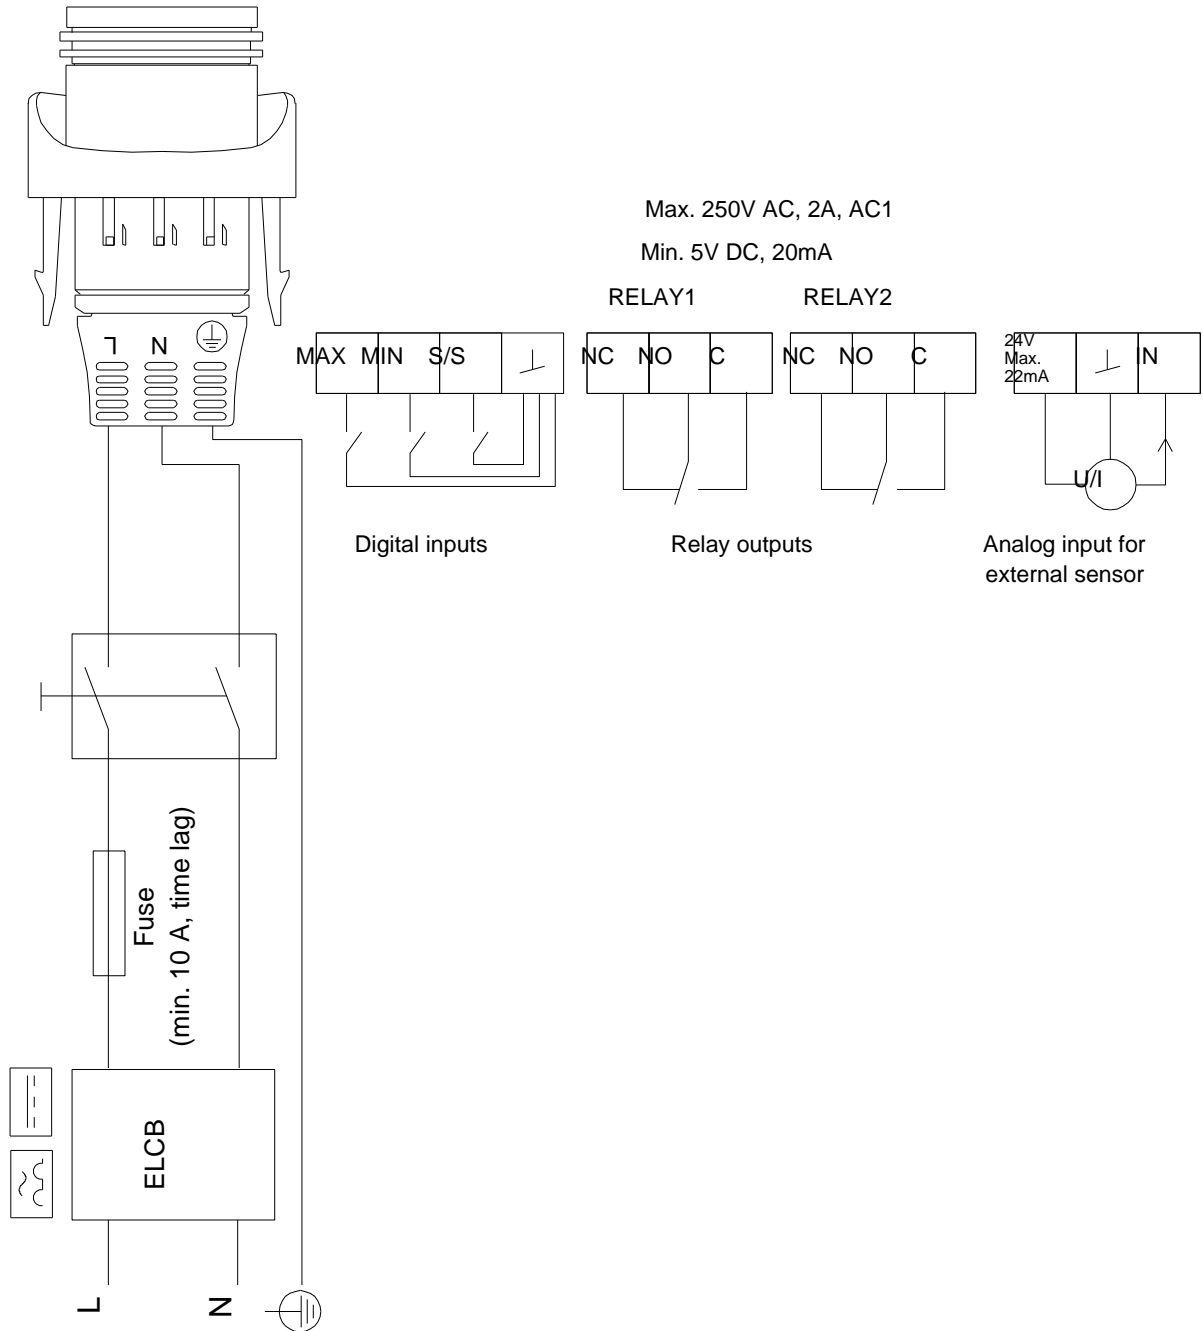 Max. 250V AC, 2A, AC1
Min. 5V DC, 20mA
RELAY1 RELAY2
L N
MAX MIN S/S
NC NO C
NC NO C
24V
Max.
22mA
IN
U/I
Digital inputs
Relay outputs
Analog input for
external sensor
Fuse
(min. 10 A, time lag)
ELCB
L
N